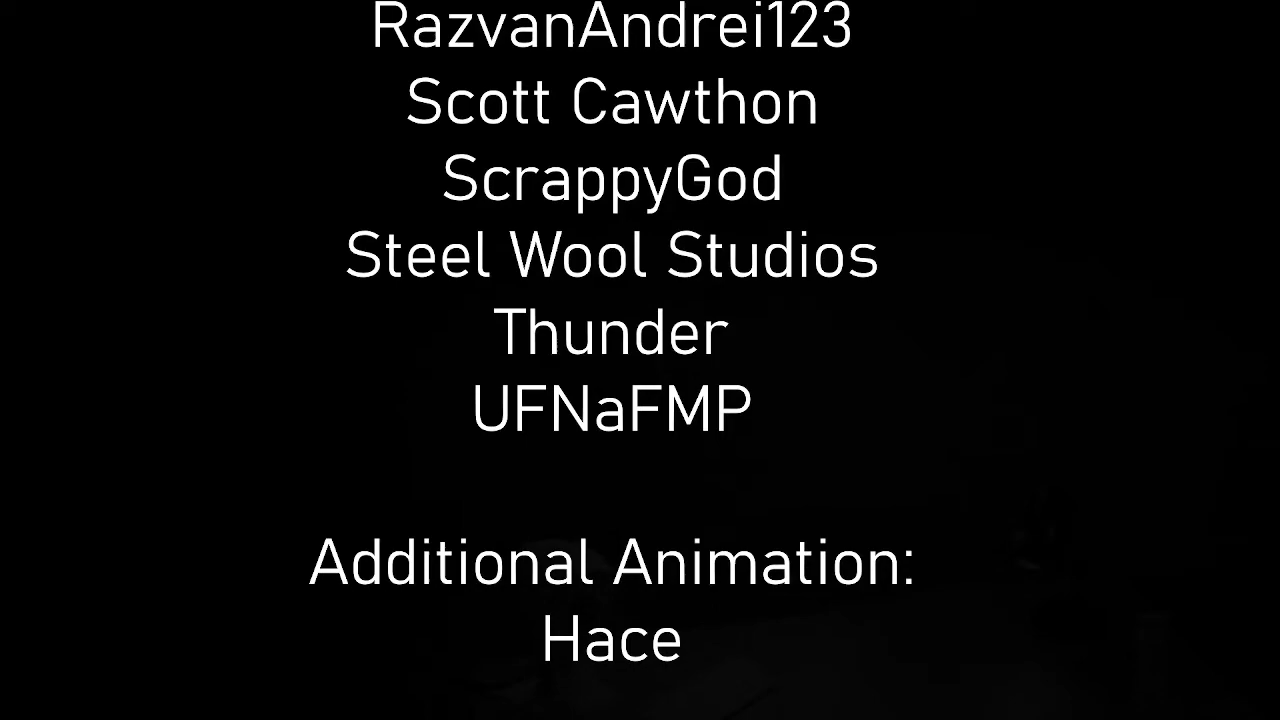 RazvanAndrei123
Scott Cawthon
ScrappyGod
Steel Wool Studios
Thunder
UFNaFMP
Additional Animation:
Hace